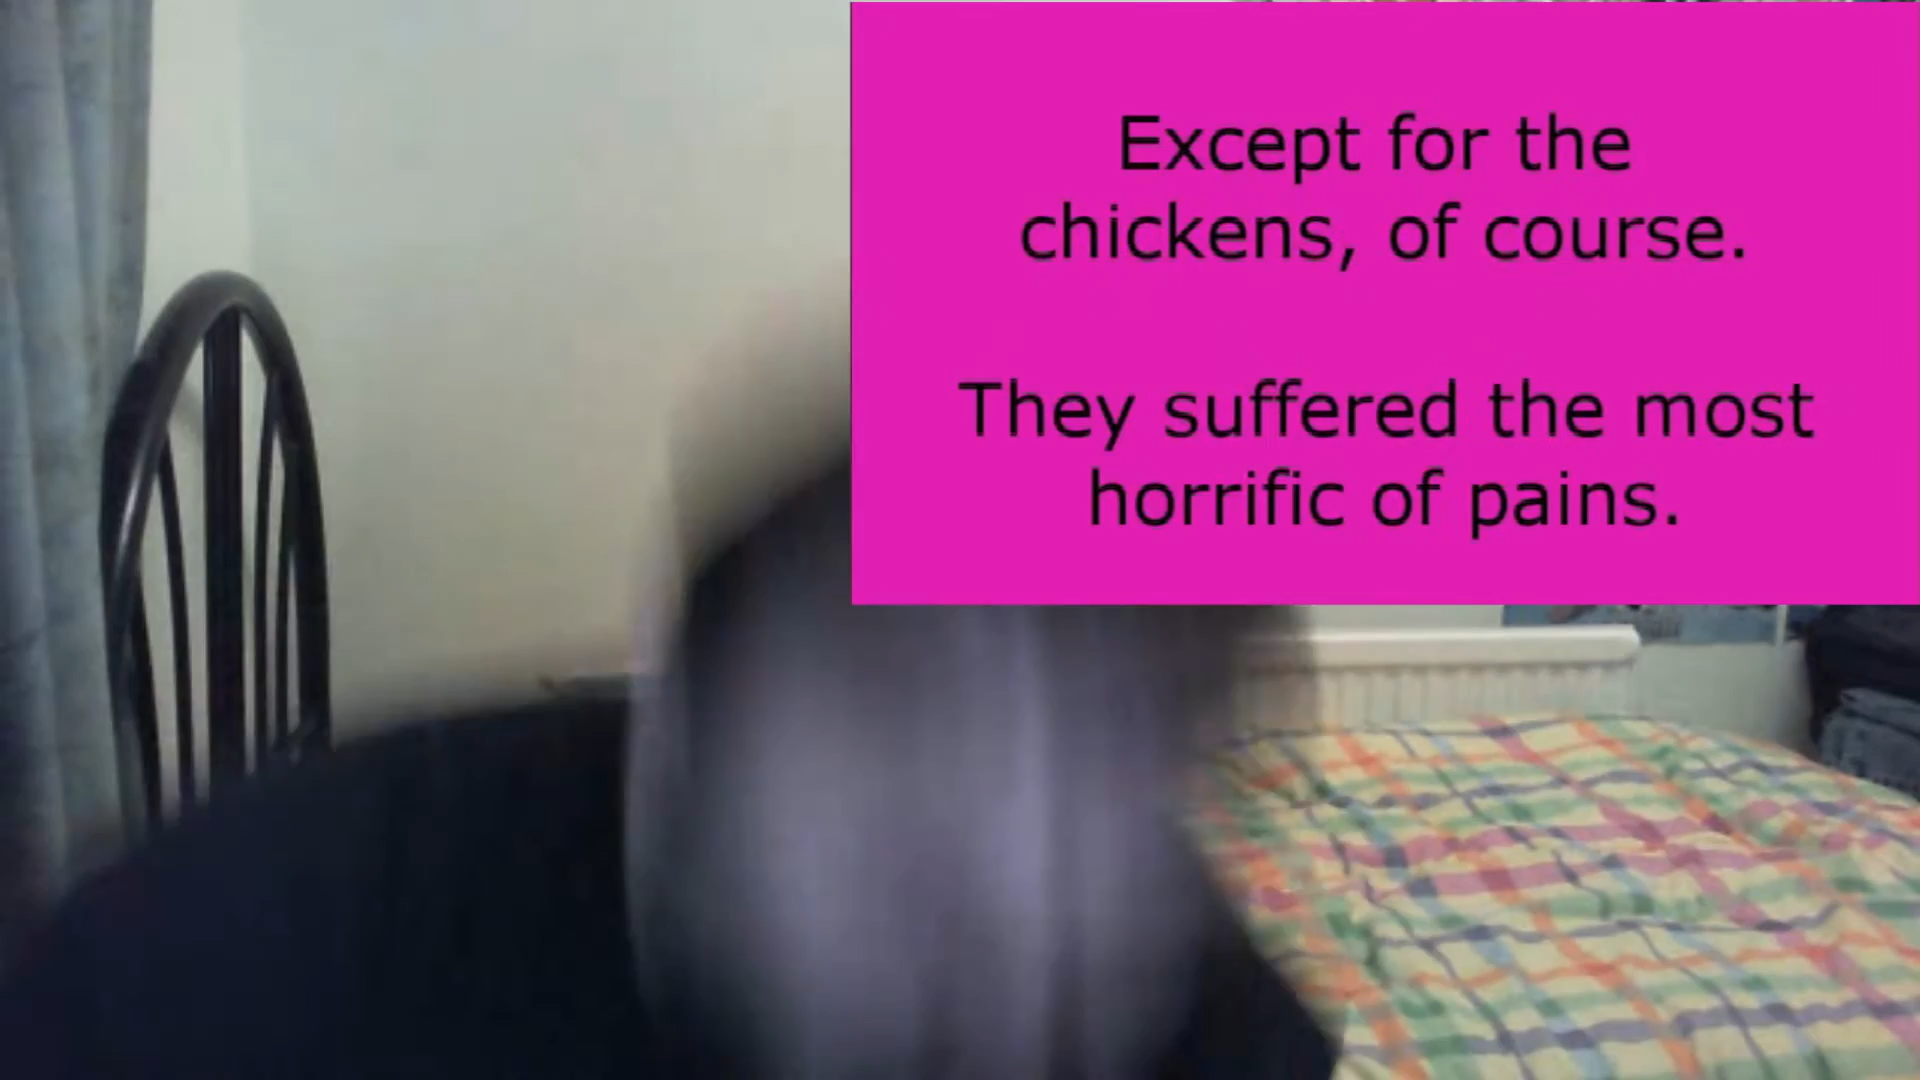 Except for the
chickens, of course.
They suffered the most
horrific of pains.